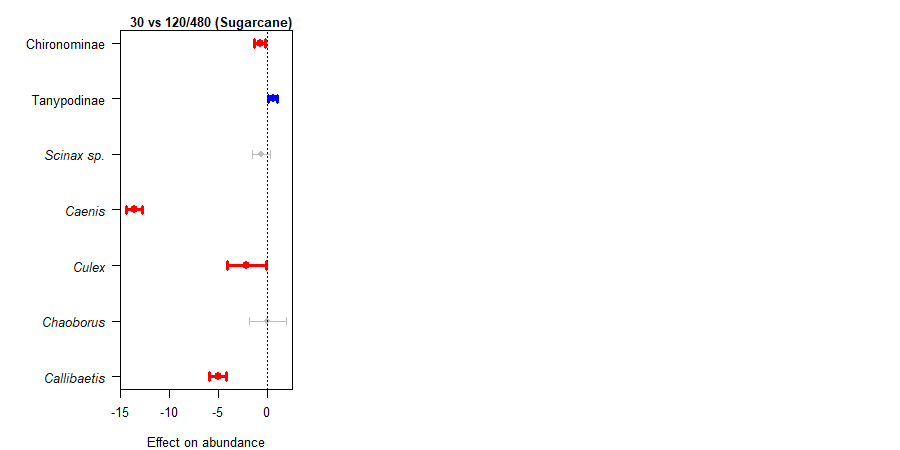 30 vs 120/480 (Sugarcane)
Chironominae
Tanypodinae
Scinax sp.
Caenis
Culex
Chaoborus
Callibaetis
-15 -10 -5 0
Effect on abundance